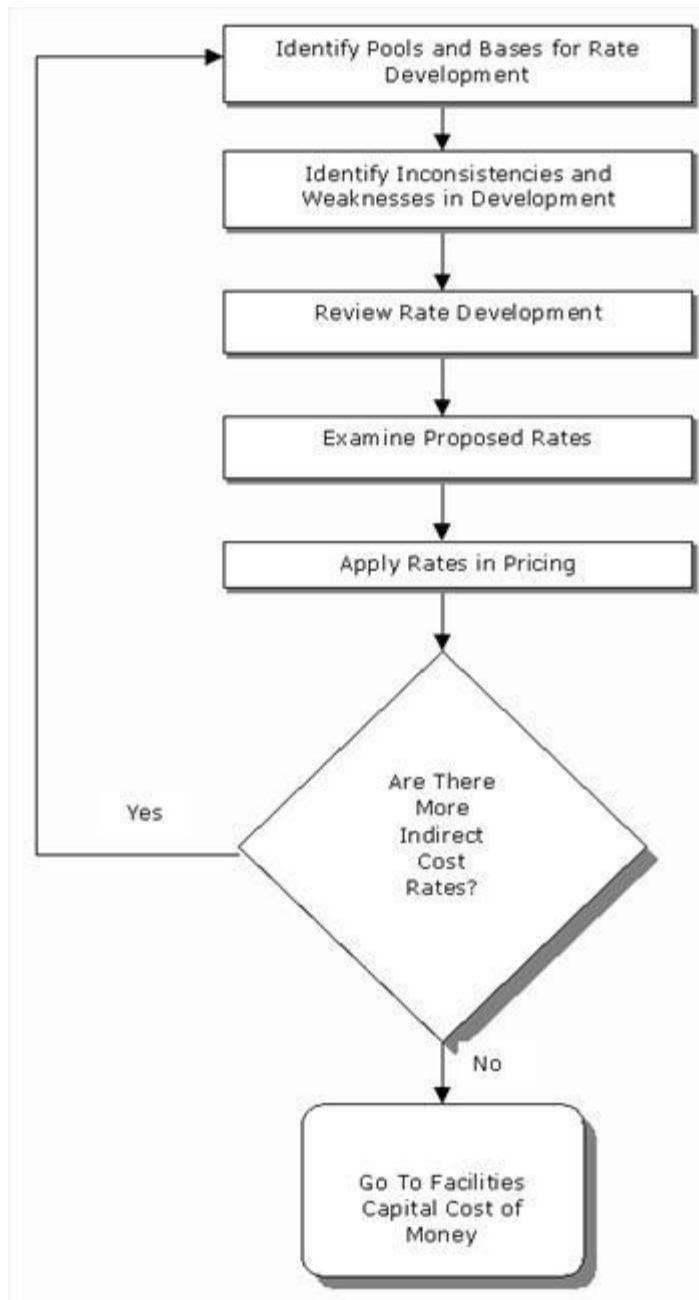 Identify Pools and Bases for Rate
Development
Identify Inconsistencies and
Weaknesses in Development
Review Rate Development
Examine Proposed Rates
Apply Rates in Pricing
Are There
More
Indirect
Cost
Rates?
Yes
No
Go To Facilities
Capital Cost of
Money